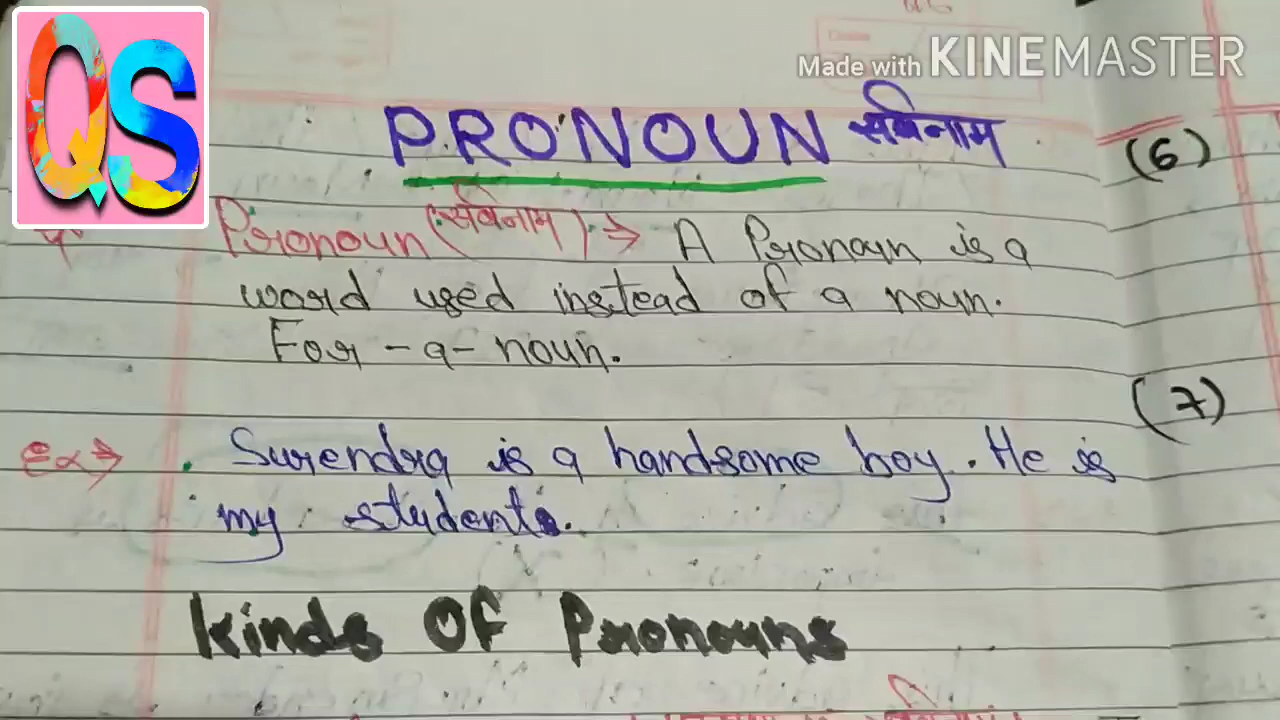 QS
Made with KINEMASTER
PRONOUN सर्वनाम
(6)
Pronoun (सर्वनाम) → A Pronoun is a
word used instead of a noun.
For-a-noun.
(7)
Ex → Surendra is a handsome boy. He is
my student.
Kinds Of Pronouns